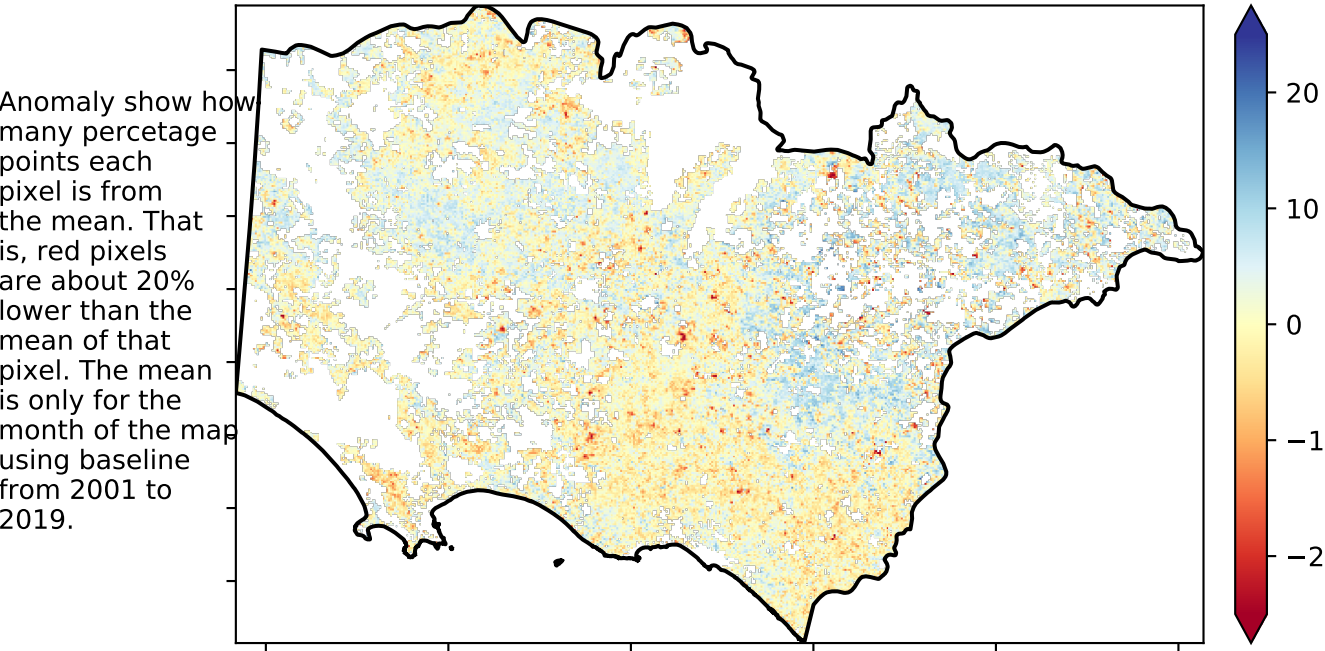 Anomaly show how
many percetage
points each
pixel is from
the mean. That
is, red pixels
are about 20%
lower than the
mean of that
pixel. The mean
is only for the
month of the map
using baseline
from 2001 to
2019.
20
10
0
−1
−2